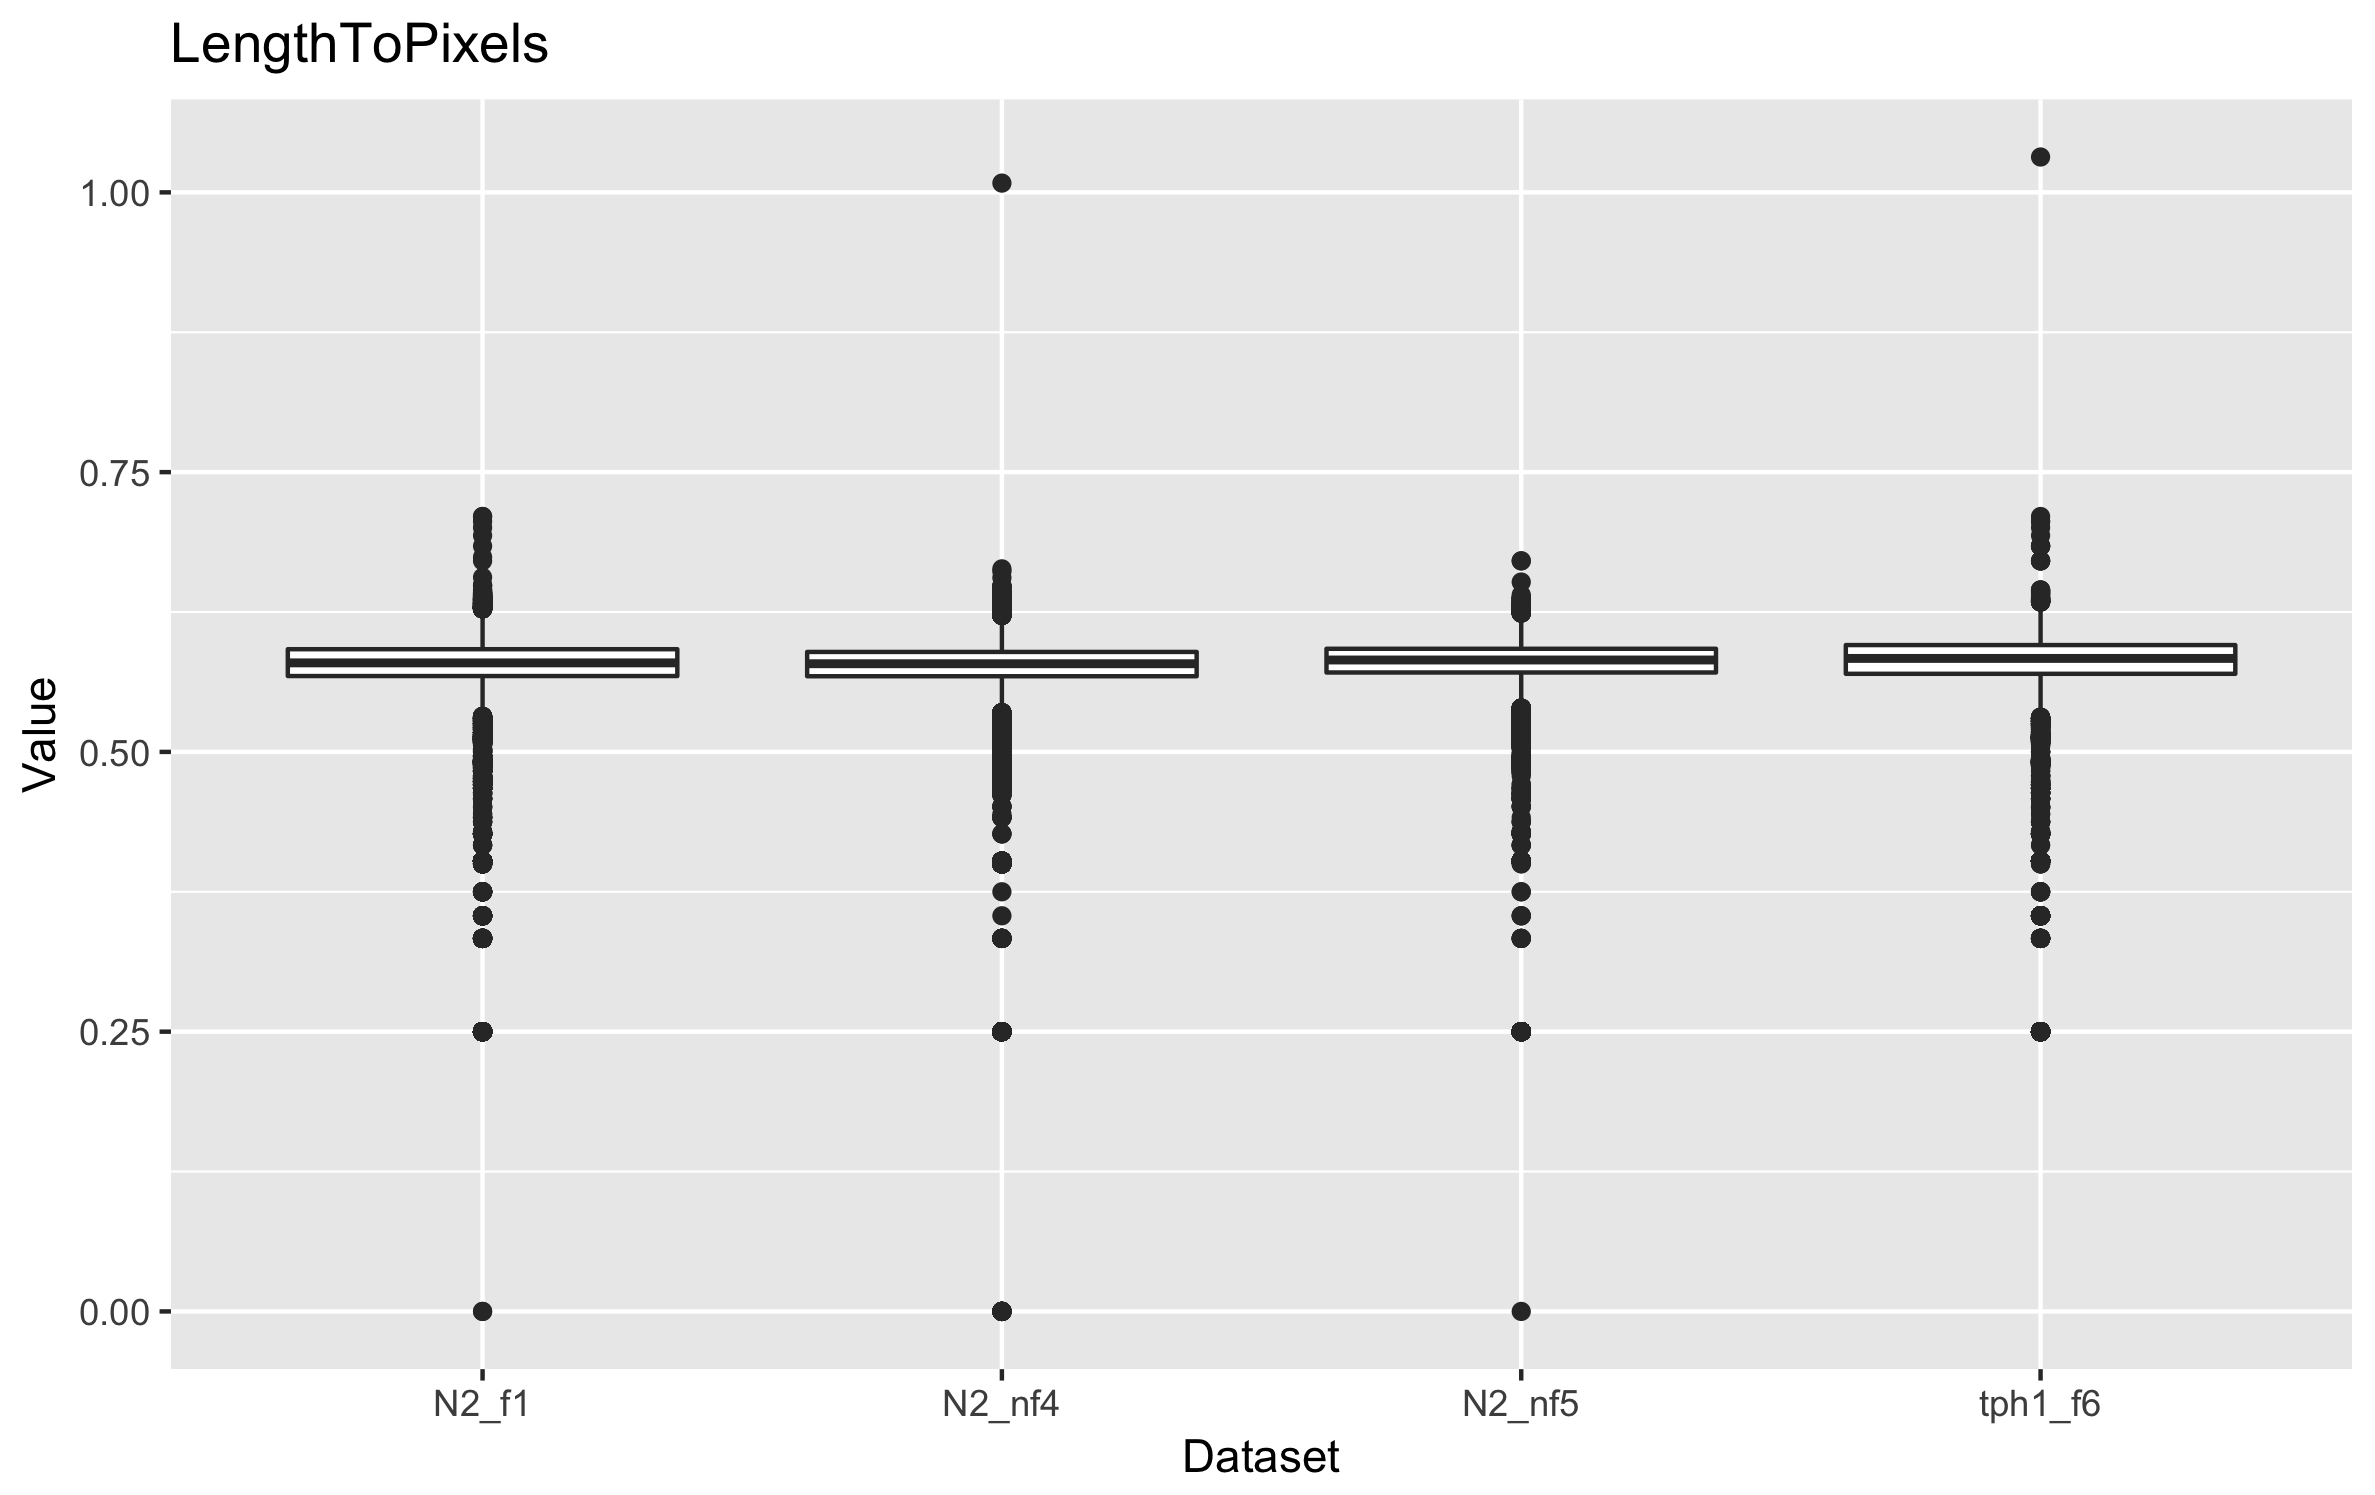 LengthToPixels
Value
1.00
0.75
0.50
0.25
0.00
N2_f1 N2_nf4 N2_nf5 tph1_f6
Dataset